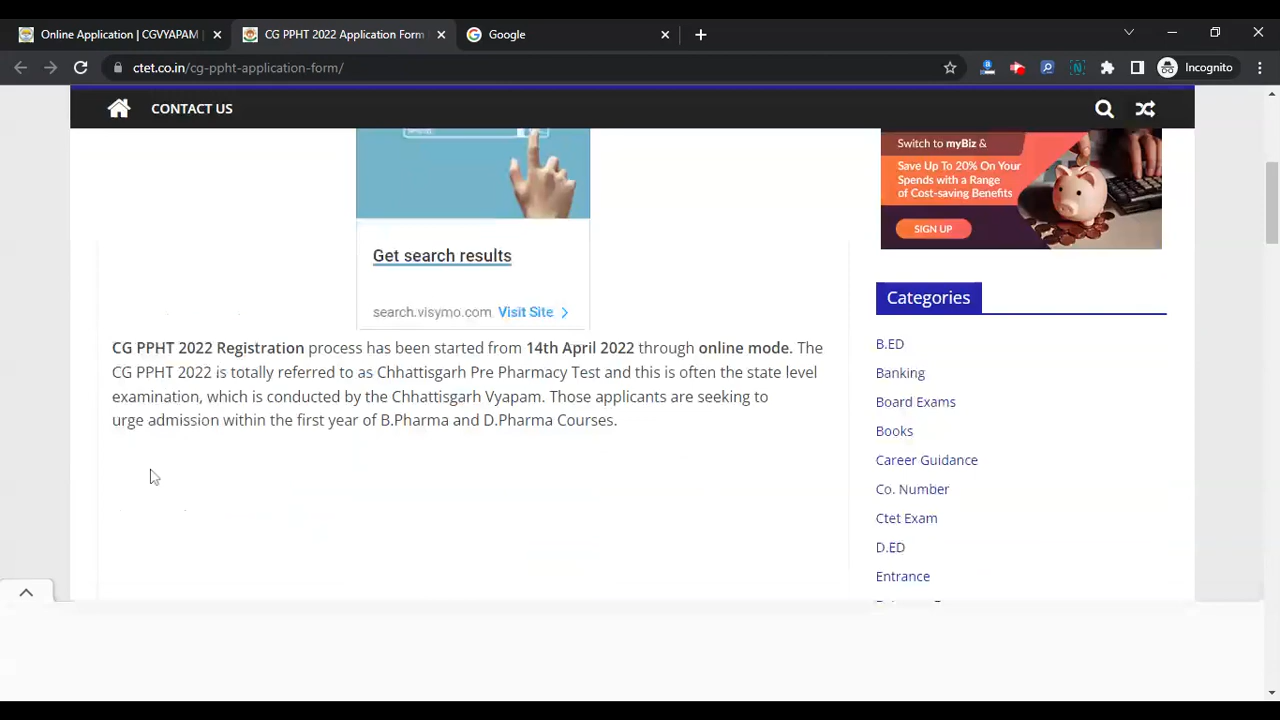 Online Application | CGVYAPAM
CG PPHT 2022 Application Form
Google
ctet.co.in/cg-ppht-application-form/
Incognito
CONTACT US
Switch to myBiz &
Save Up To 20% On Your
Spends with a Range
of Cost-saving Benefits
SIGN UP
Get search results
search.visymo.com Visit Site
CG PPHT 2022 Registration process has been started from 14th April 2022 through online mode. The
CG PPHT 2022 is totally referred to as Chhattisgarh Pre Pharmacy Test and this is often the state level
examination, which is conducted by the Chhattisgarh Vyapam. Those applicants are seeking to
urge admission within the first year of B.Pharma and D.Pharma Courses.
Categories
B.ED
Banking
Board Exams
Books
Career Guidance
Co. Number
Ctet Exam
D.ED
Entrance